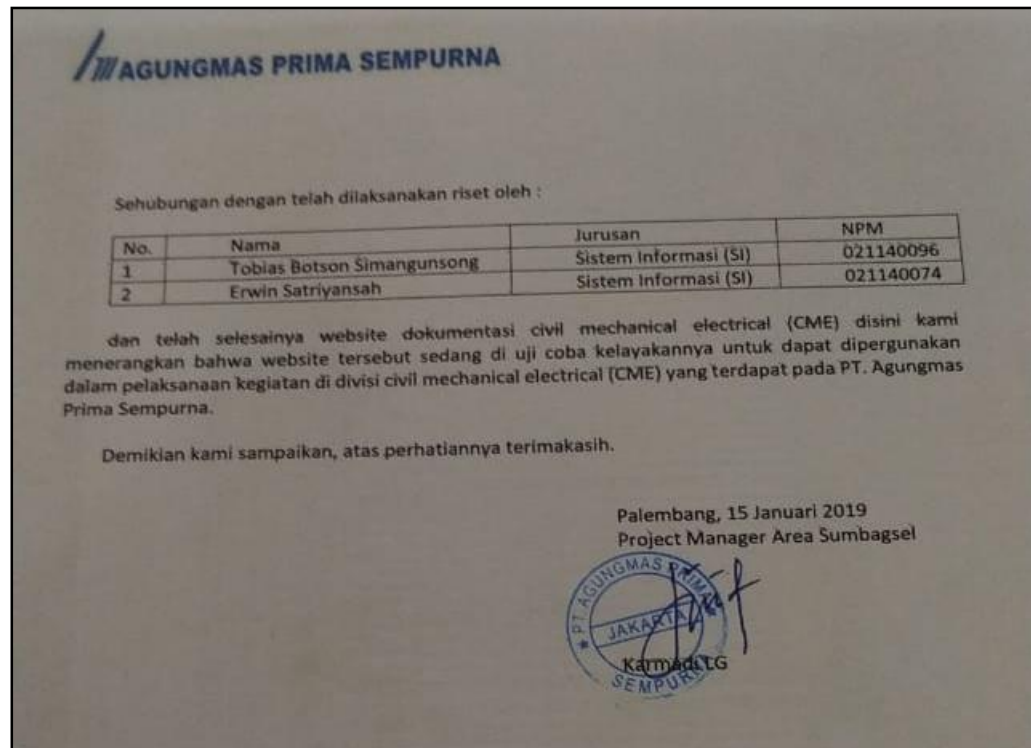 AGUNGMAS PRIMA SEMPURNA
Sehubungan dengan telah dilaksanakan riset oleh :
No. Nama Jurusan NPM
1 Tobias Botson Simangunsong Sistem Informasi (SI) 021140096
2 Erwin Satriyansah Sistem Informasi (SI) 021140074
dan telah selesainya website dokumentasi civil mechanical electrical (CME) disini kami
menerangkan bahwa website tersebut sedang di uji coba kelayakannya untuk dapat dipergunakan
dalam pelaksanaan kegiatan di divisi civil mechanical electrical (CME) yang terdapat pada PT. Agungmas
Prima Sempurna.
Demikian kami sampaikan, atas perhatiannya terimakasih.
Palembang, 15 Januari 2019
Project Manager Area Sumbagsel
PT. AGUNGMAS PRIMA
JAKARTA
SEMPURNA
Karmadi LG